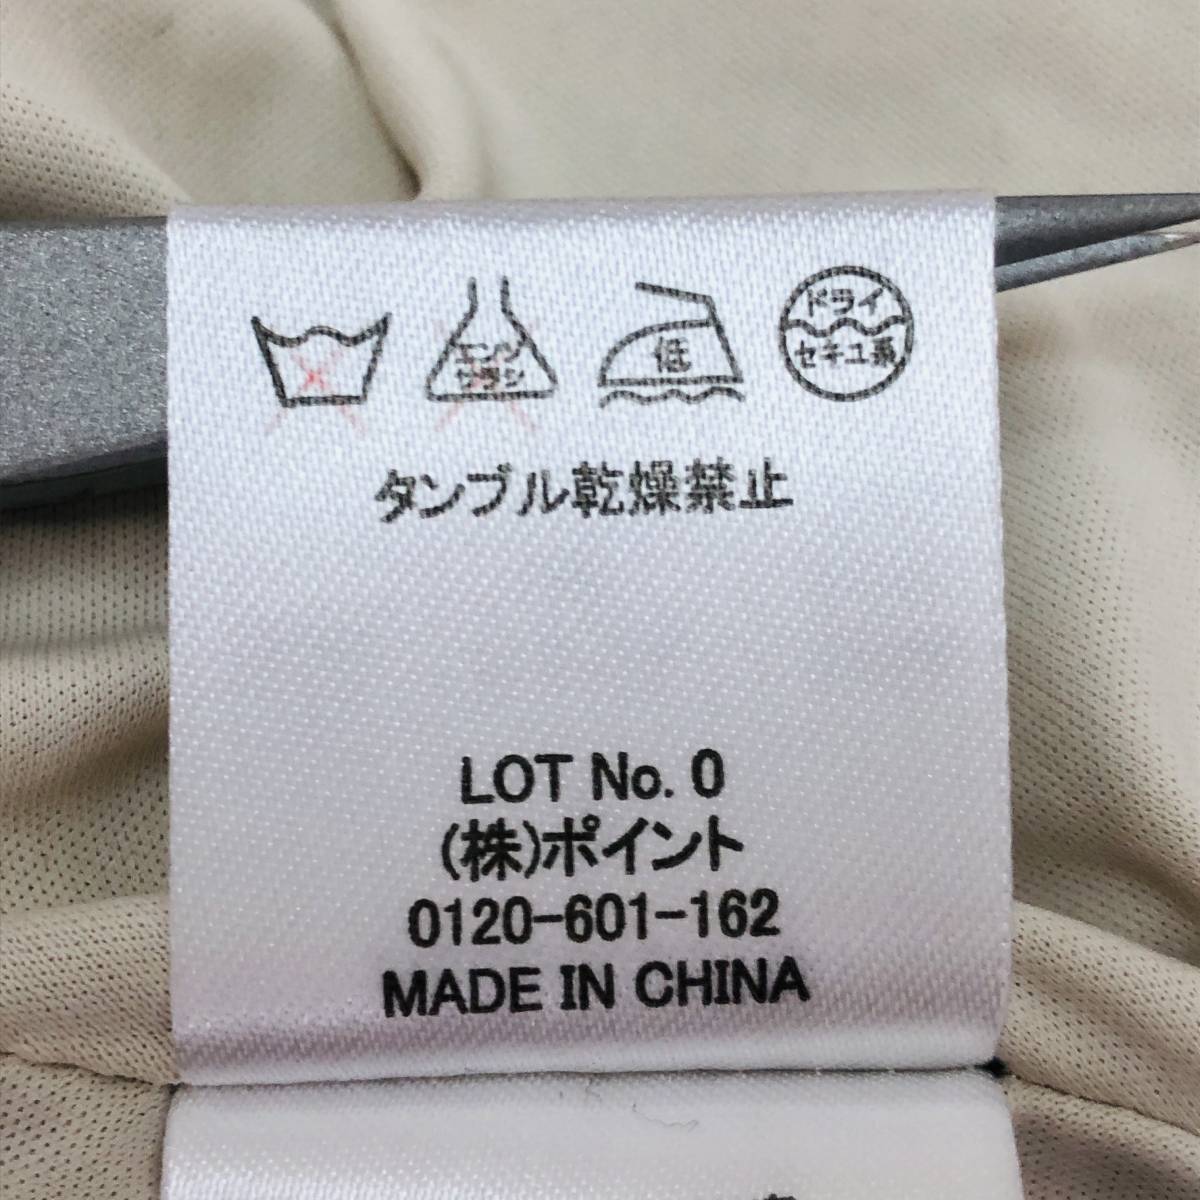 エンソ
サラシ
低
ドライ
セキユ系
タンブル乾燥禁止
LOT No. 0
(株)ポイント
0120-601-162
MADE IN CHINA